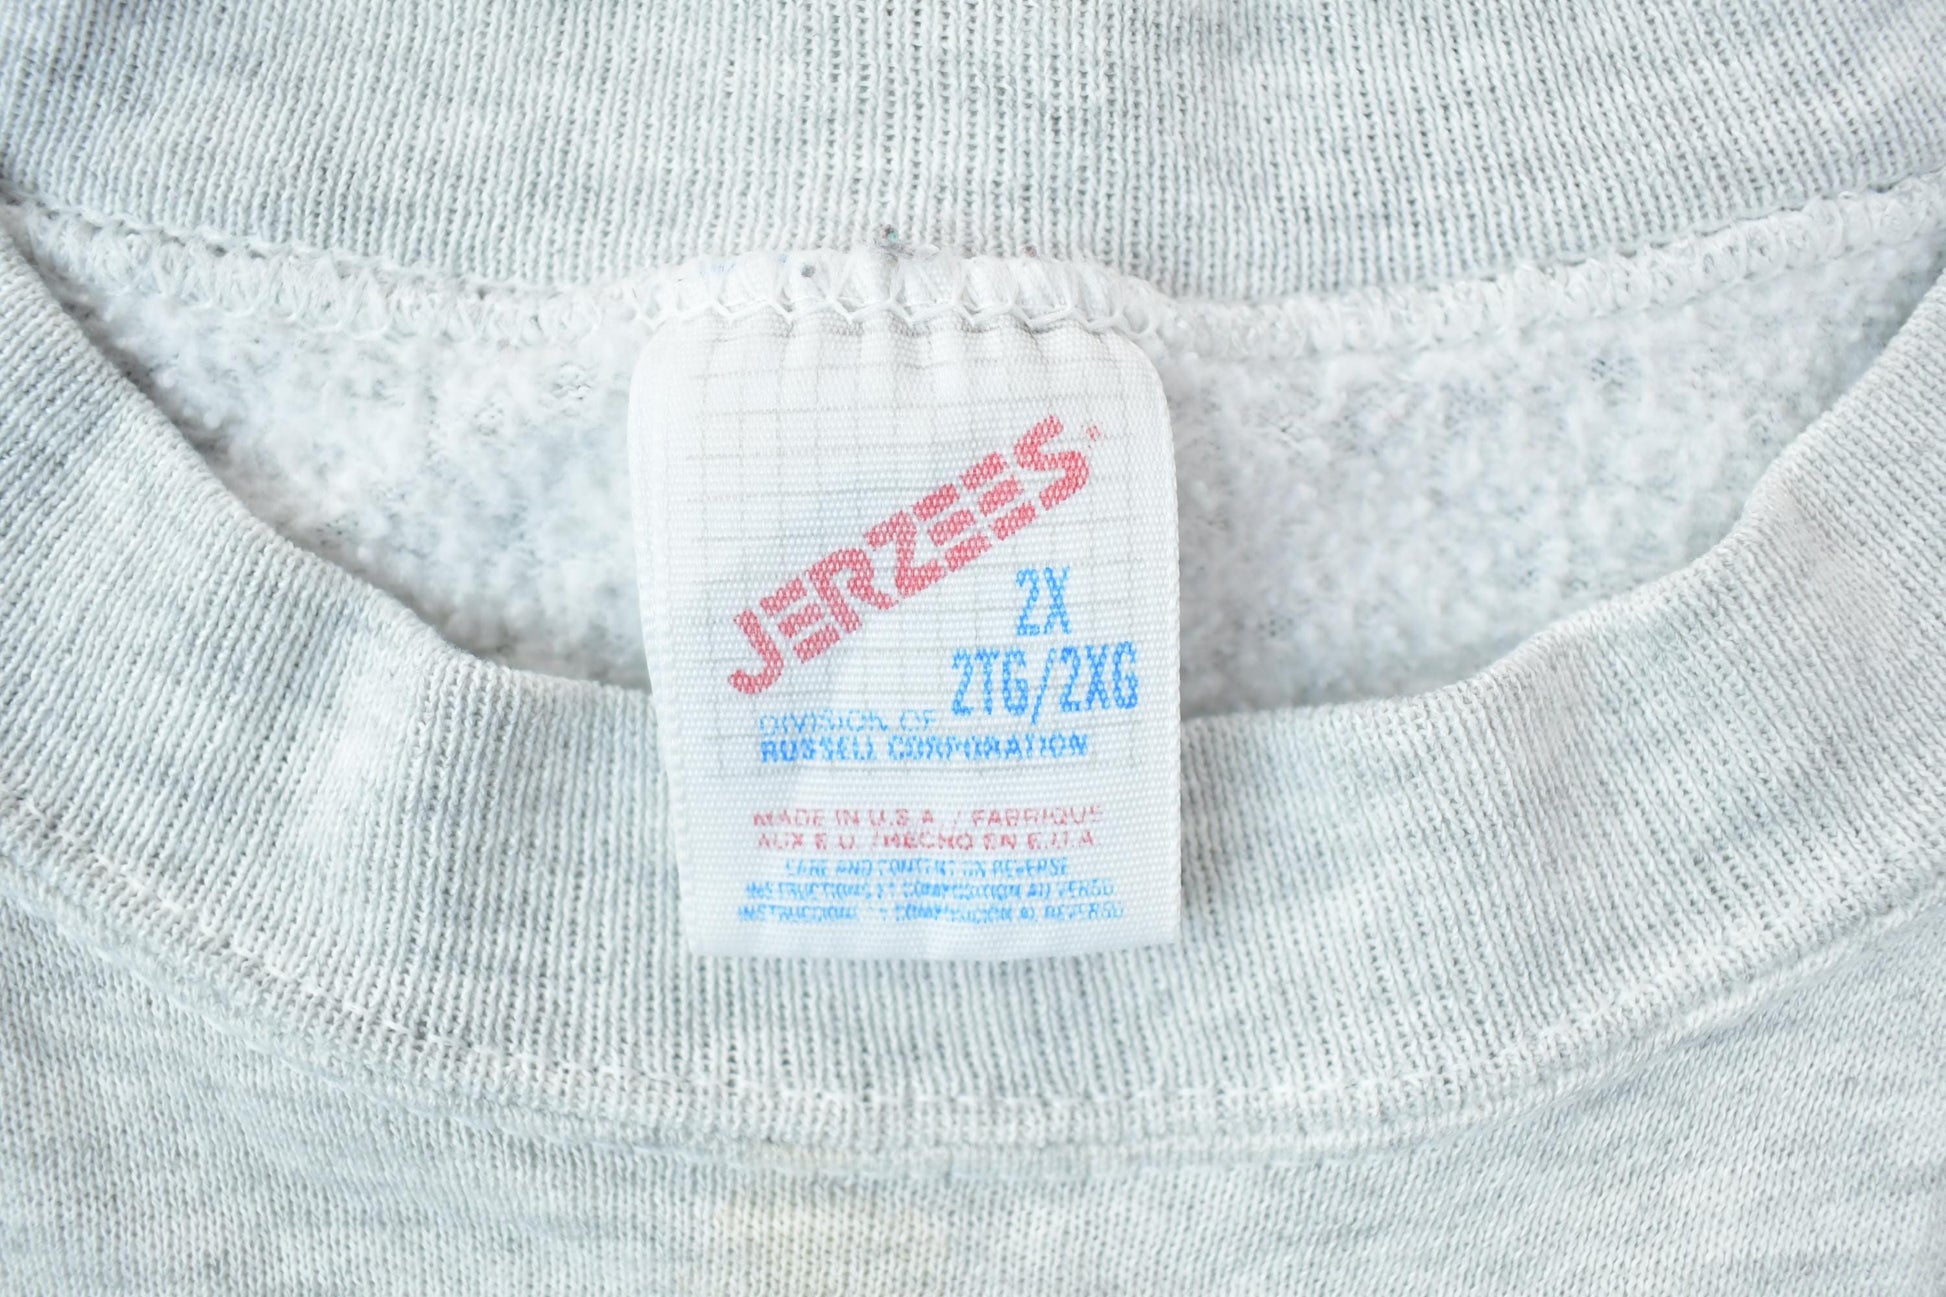 JERZEES
2X
2TG/2XG
DIVISION OF
RUSSELL CORPORATION
MADE IN U.S.A. / FABRIQUE
AUX E.U. / HECHO EN E.U.A.
CARE AND CONTENT ON REVERSE
INSTRUCTIONS ET COMPOSITION AU VERSO
INSTRUCCIONE Y COMPOSICION AL REVERSO